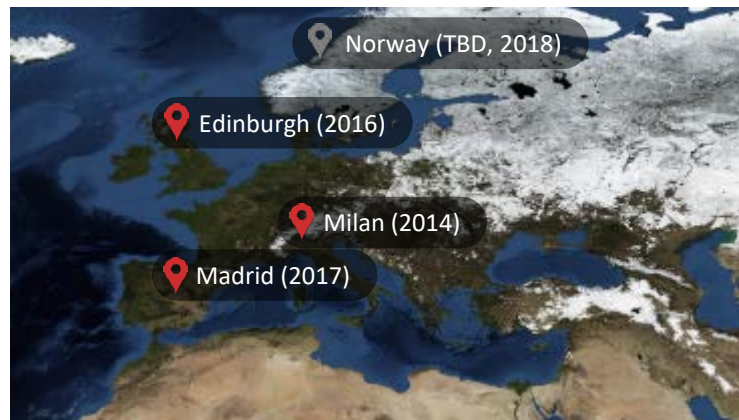 Norway (TBD, 2018)
Edinburgh (2016)
Milan (2014)
Madrid (2017)